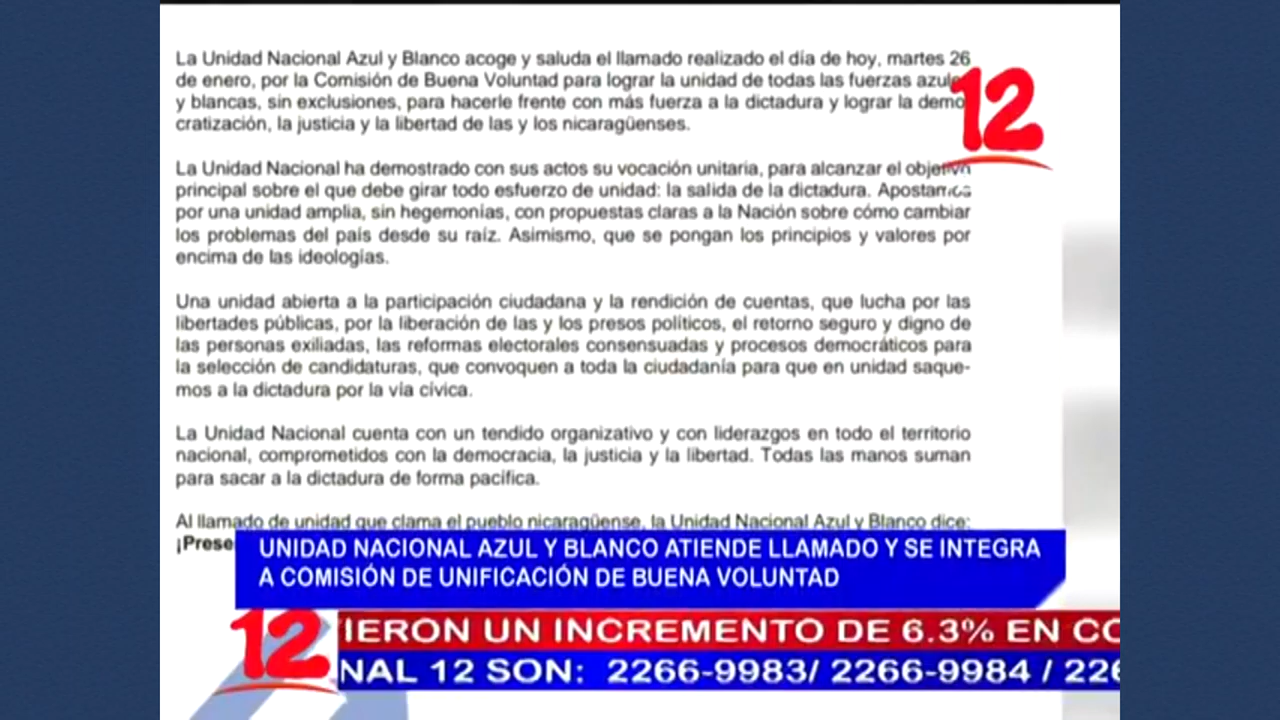 La Unidad Nacional Azul y Blanco acoge y saluda el llamado realizado el día de hoy, martes 26
de enero, por la Comisión de Buena Voluntad para lograr la unidad de todas las fuerzas
y blancas, sin exclusiones, para hacerle frente con más fuerza a la dictadura y lograr la demo
cratización, la justicia y la libertad de las y los nicaragüenses.
12
La Unidad Nacional ha demostrado con sus actos su vocación unitaria, para alcanzar el objetivo
principal sobre el que debe girar todo esfuerzo de unidad: la salida de la dictadura. Apostamos
por una unidad amplia, sin hegemonías, con propuestas claras a la Nación sobre cómo cambiar
los problemas del país desde su raíz. Asimismo, que se pongan los principios y valores por
encima de las ideologías.
Una unidad abierta a la participación ciudadana y la rendición de cuentas, que lucha por las
libertades públicas, por la liberación de las y los presos políticos, el retorno seguro y digno de
las personas exiliadas, las reformas electorales consensuadas y procesos democráticos para
la selección de candidaturas, que convoquen a toda la ciudadanía para que en unidad saque-
mos a la dictadura por la vía cívica.
La Unidad Nacional cuenta con un tendido organizativo y con liderazgos en todo el territorio
nacional, comprometidos con la democracia, la justicia y la libertad. Todas las manos suman
para sacar a la dictadura de forma pacífica.
Al llamado de unidad que clama el pueblo nicaragüense, la Unidad Nacional Azul y Blanco dice:
¡Prese
UNIDAD NACIONAL AZUL Y BLANCO ATIENDE LLAMADO Y SE INTEGRA
A COMISIÓN DE UNIFICACIÓN DE BUENA VOLUNTAD
12
IERON UN INCREMENTO DE 6.3% EN CO
NAL 12 SON: 2266-9983/ 2266-9984 / 226